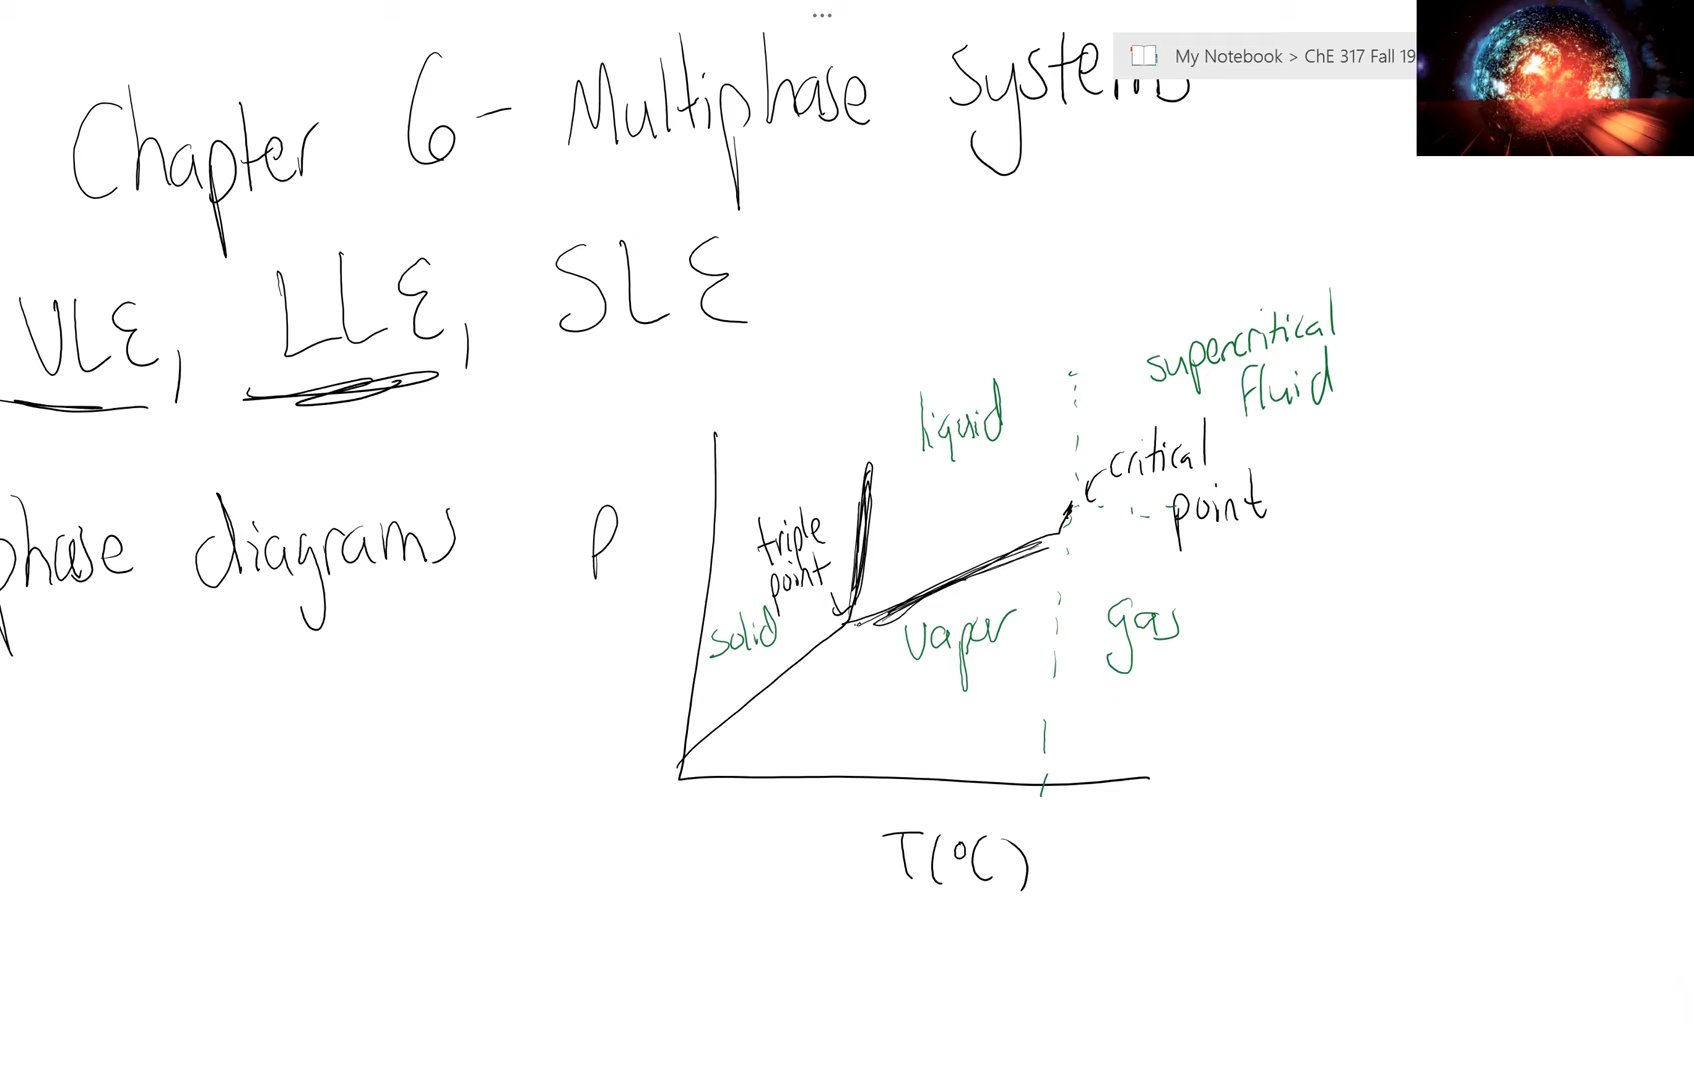 My Notebook > ChE 317 Fall 19
Chapter 6- Multiphase systems
VLE, LLE, SLE
phase diagrams
P
supercritical
fluid
liquid
critical
point
triple
point
solid
vapor
gas
T(°C)